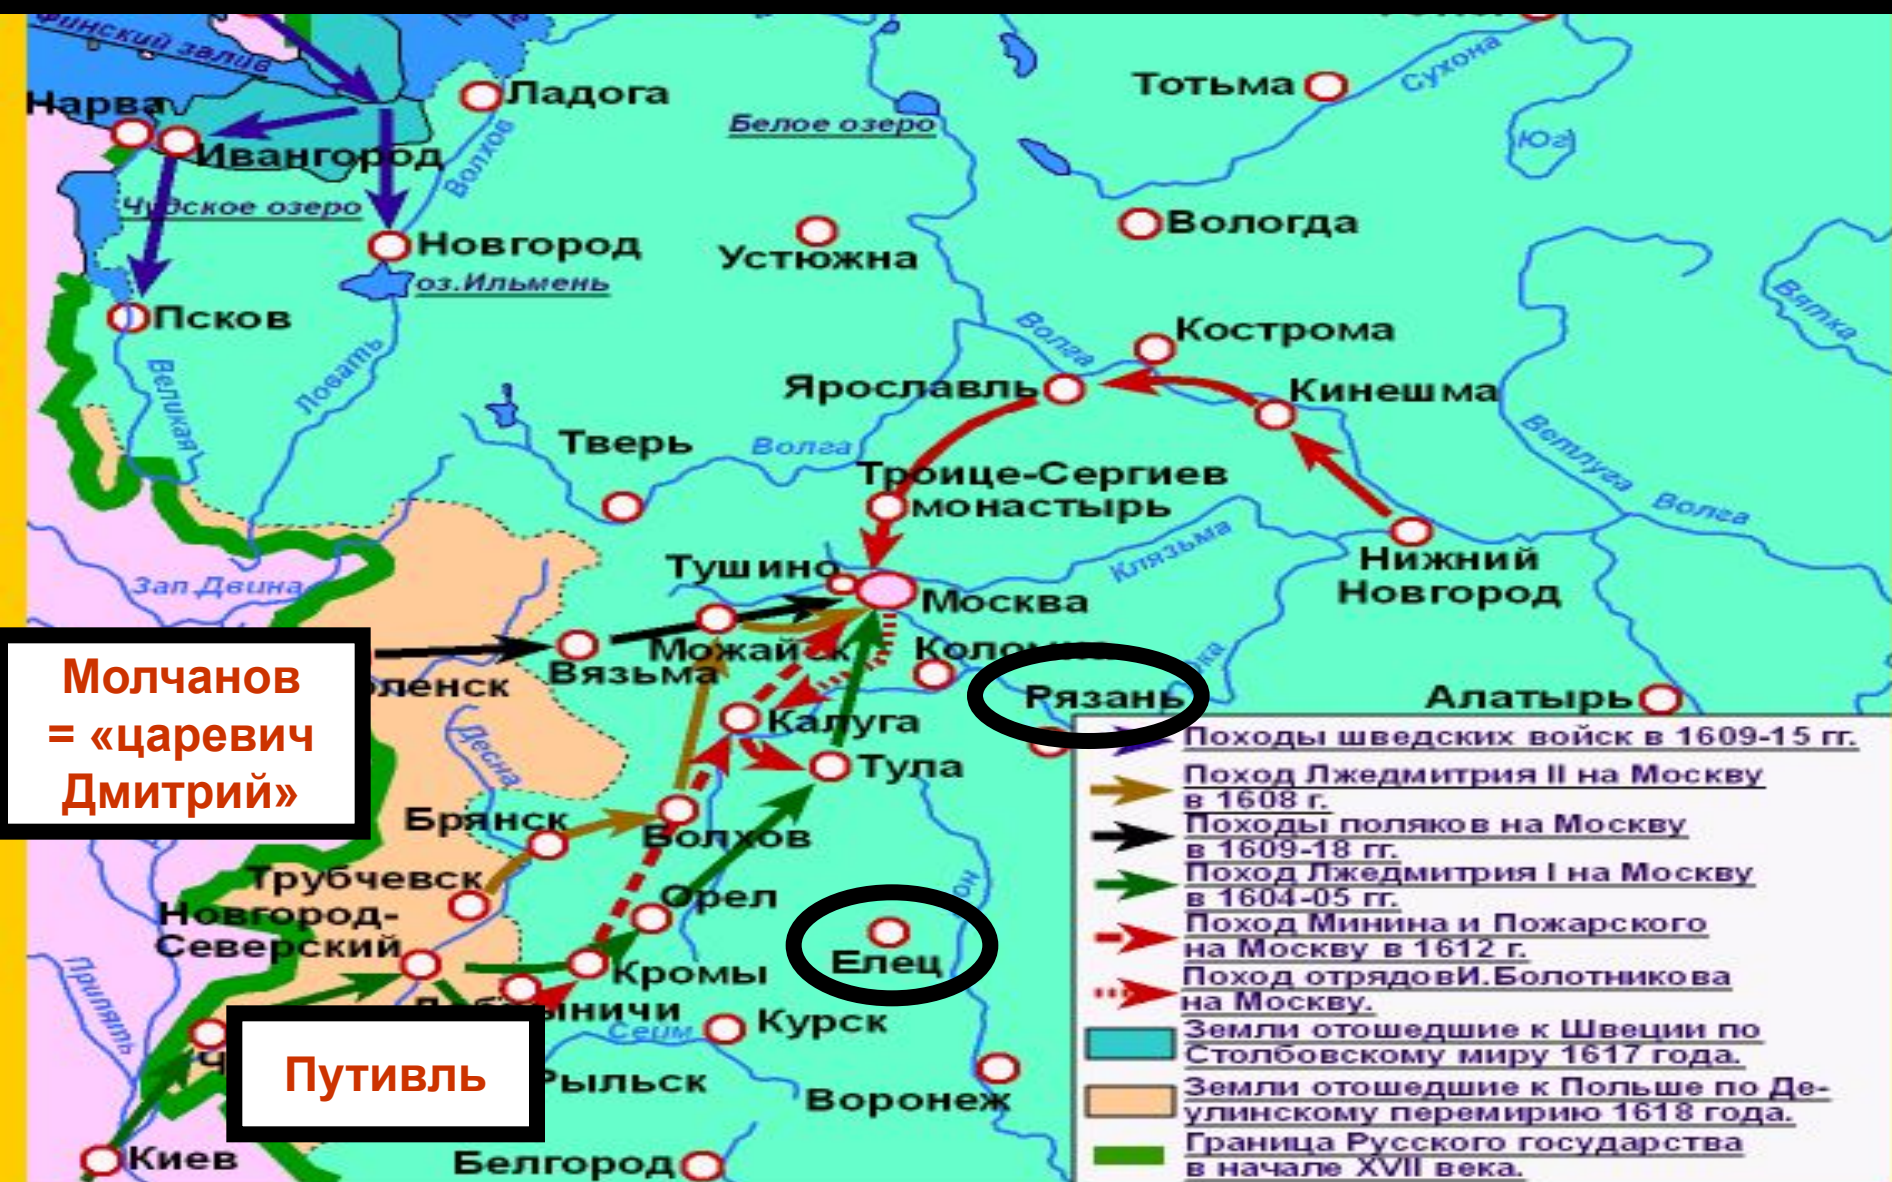 Финский залив
Нарва
Ивангород
Ладога
Волхов
Белое озеро
Тотьма
Сухона
Юг
Чудское озеро
Новгород
оз.Ильмень
Устюжна
Вологда
Вятка
Псков
Великая
Ловать
Волга
Кострома
Ярославль
Кинешма
Ветлуга
Волга
Тверь
Волга
Троице-Сергиев
монастырь
Клязьма
Нижний
Новгород
Зап.Двина
Тушино
Москва
Можайск
Вязьма
Коломна
Ока
Рязань
Алатырь
Молчанов
= «царевич
Дмитрий»
оленск
Десна
Калуга
Тула
Брянск
Болхов
Трубчевск
Новгород-
Северский
Орел
Елец
Кромы
ыничи
Припять
Сейм
Курск
Путивль
Рыльск
Воронеж
Киев
Белгород
Походы шведских войск в 1609-15 гг.
Поход Лжедмитрия II на Москву
в 1608 г.
Походы поляков на Москву
в 1609-18 гг.
Поход Лжедмитрия I на Москву
в 1604-05 гг.
Поход Минина и Пожарского
на Москву в 1612 г.
Поход отрядовИ.Болотникова
на Москву.
Земли отошедшие к Швеции по
Столбовскому миру 1617 года.
Земли отошедшие к Польше по Де-
улинскому перемирию 1618 года.
Граница Русского государства
в начале XVII века.